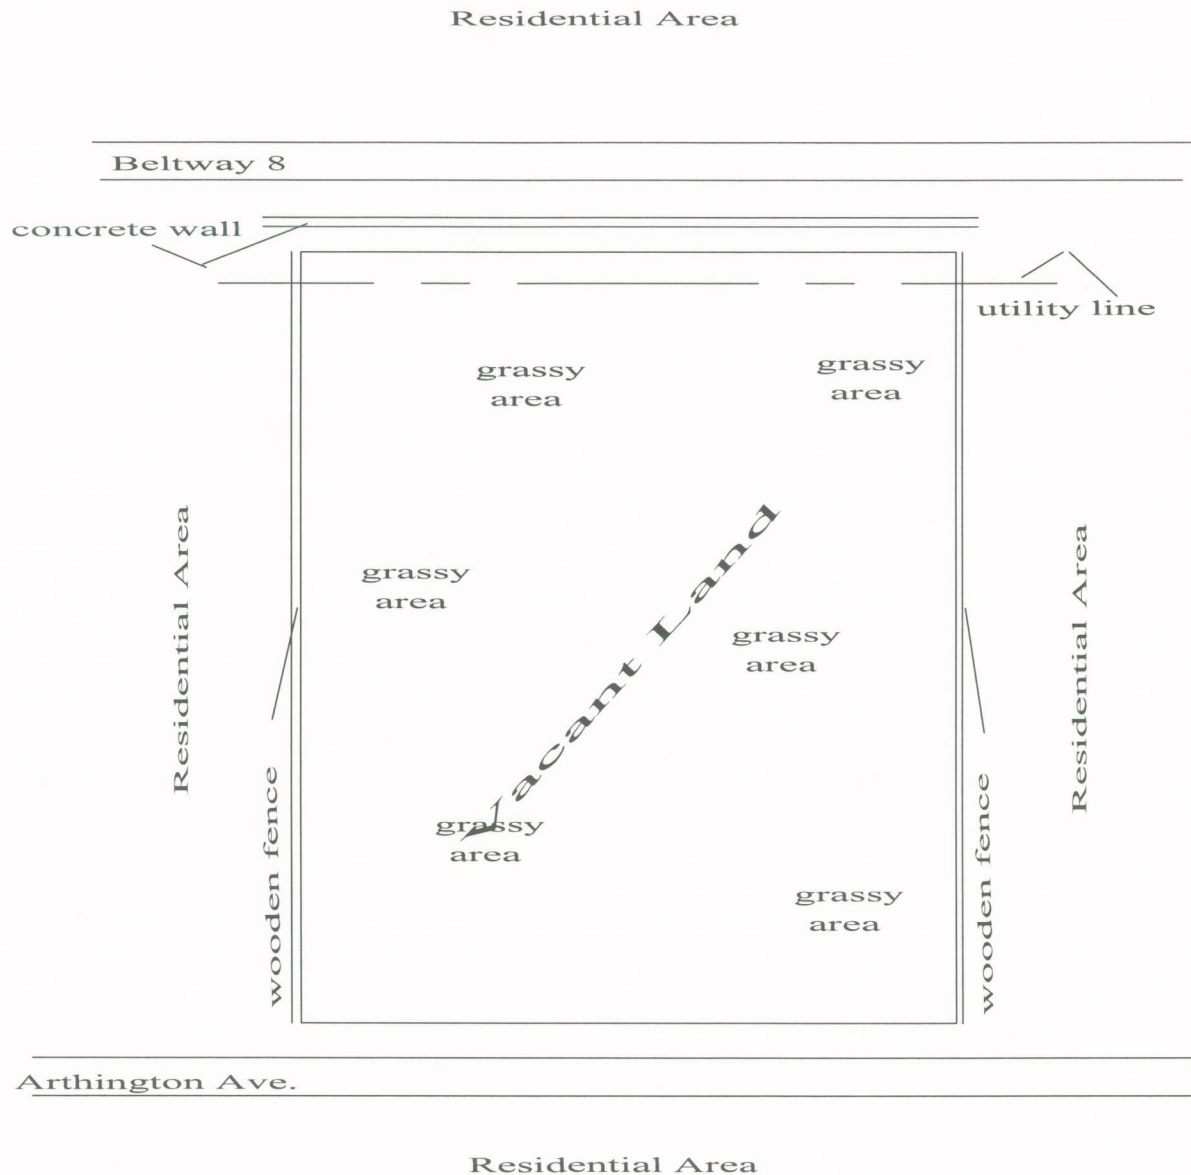 Residential Area
Beltway 8
concrete wall
utility line
grassy
area
grassy
area
Vacant Land
grassy
area
grassy
area
Residential Area
Residential Area
wooden fence
wooden fence
grassy
area
grassy
area
Arthington Ave.
Residential Area